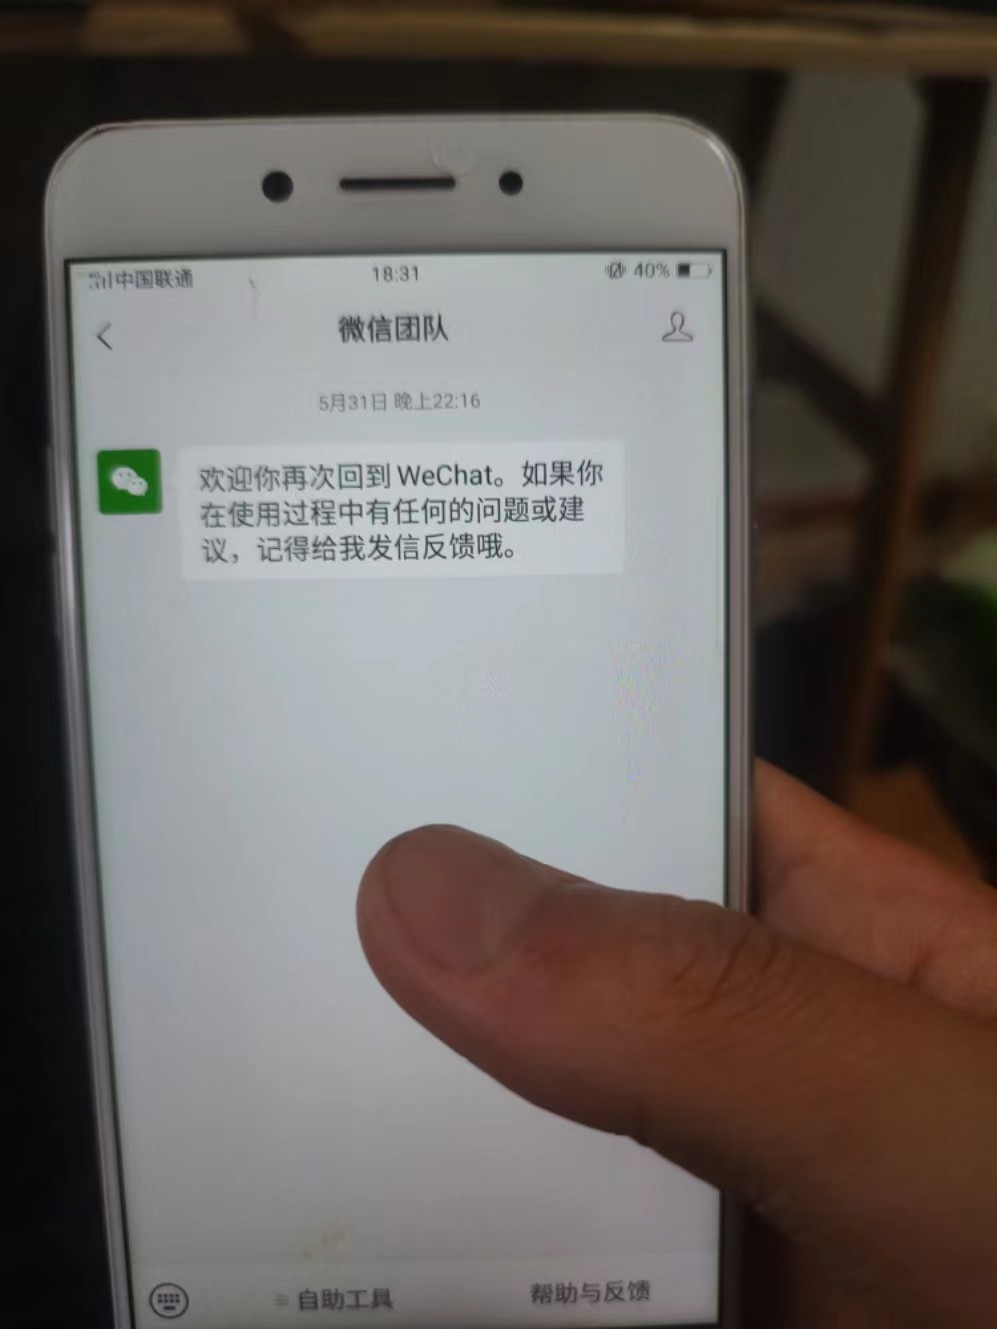 中国联通
18:31
40%
微信团队
5月31日 晚上22:16
欢迎你再次回到 WeChat。如果你
在使用过程中有任何的问题或建
议，记得给我发信反馈哦。
自助工具
帮助与反馈